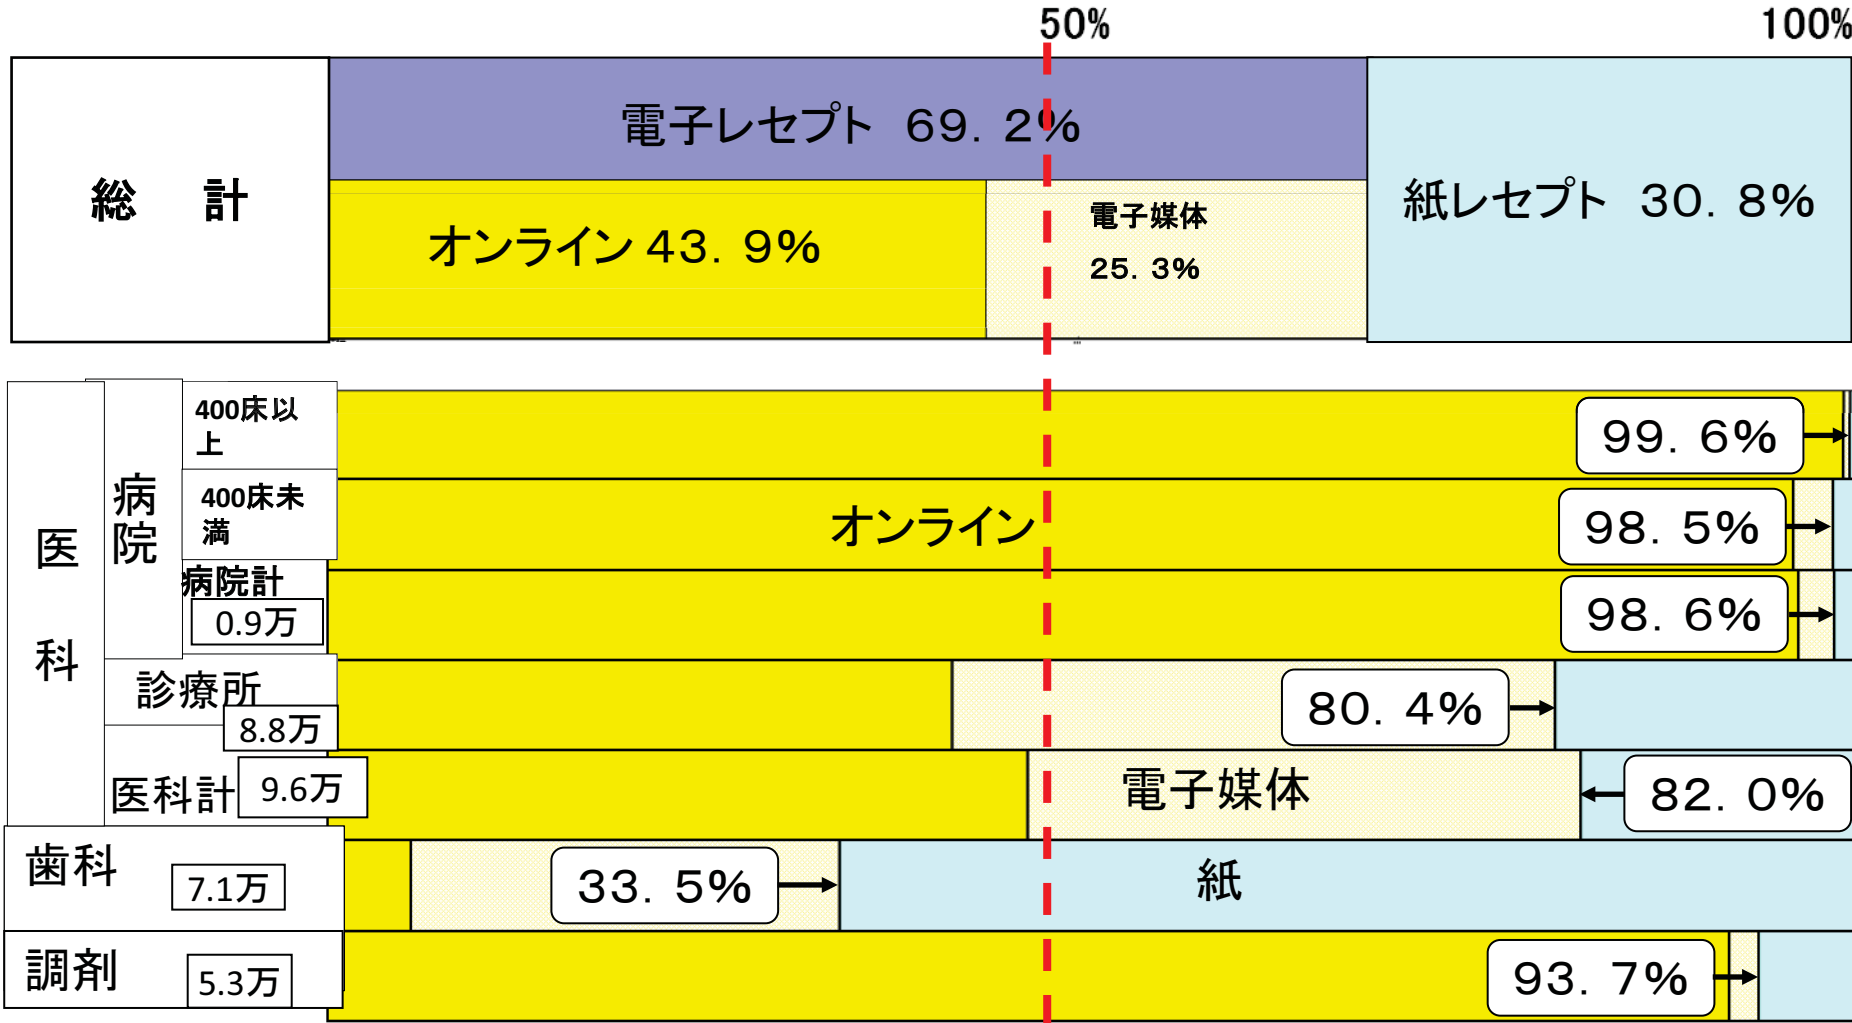 50%
100%
総　計
電子レセプト　69．2%
オンライン 43．9%
電子媒体
25．3%
紙レセプト　30．8%
医科
病院
400床以
上
99．6%
400床未
満
オンライン
98．5%
病院計
0.9万
98．6%
診療所
8.8万
80．4%
医科計
9.6万
電子媒体
82．0%
歯科
7.1万
33．5%
紙
調剤
5.3万
93．7%